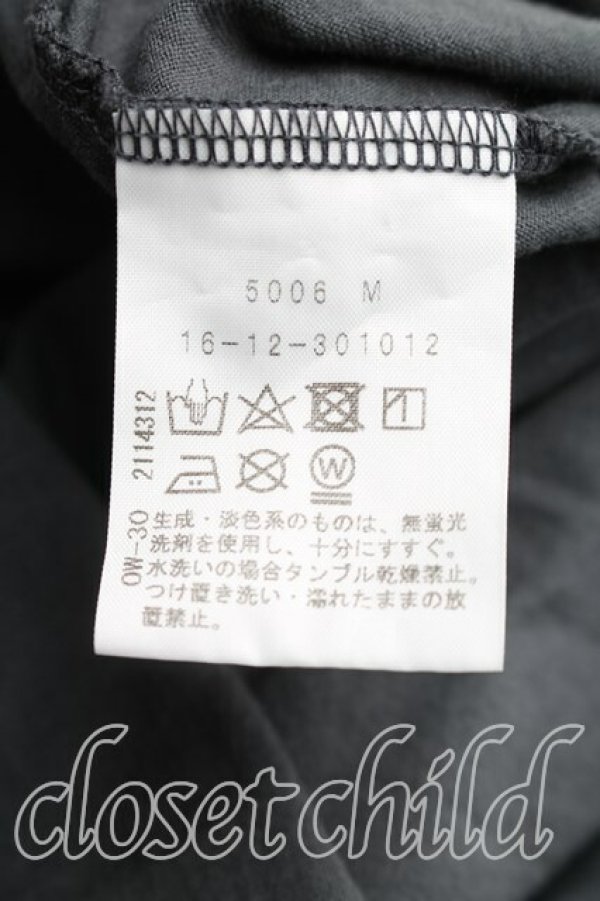 5006 M
16-12-301012
OW-30 2114312
W
生成・淡色系のものは、無蛍光
洗剤を使用し、十分にすすぐ。
水洗いの場合タンブル乾燥禁止。
つけ置き洗い・濡れたままの放
置禁止。
closet child